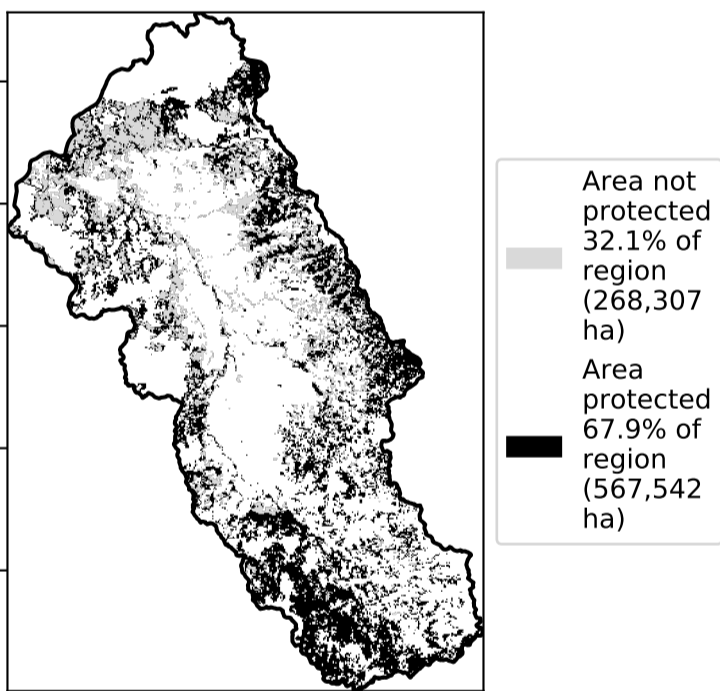 Area not
protected
32.1% of
region
(268,307
ha)
Area
protected
67.9% of
region
(567,542
ha)